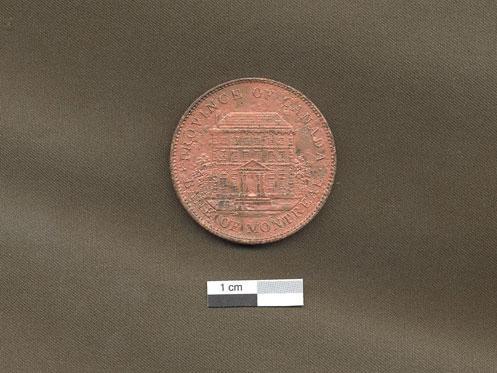 PROVINCE OF CANADA
BANK OF MONTREAL
1 cm